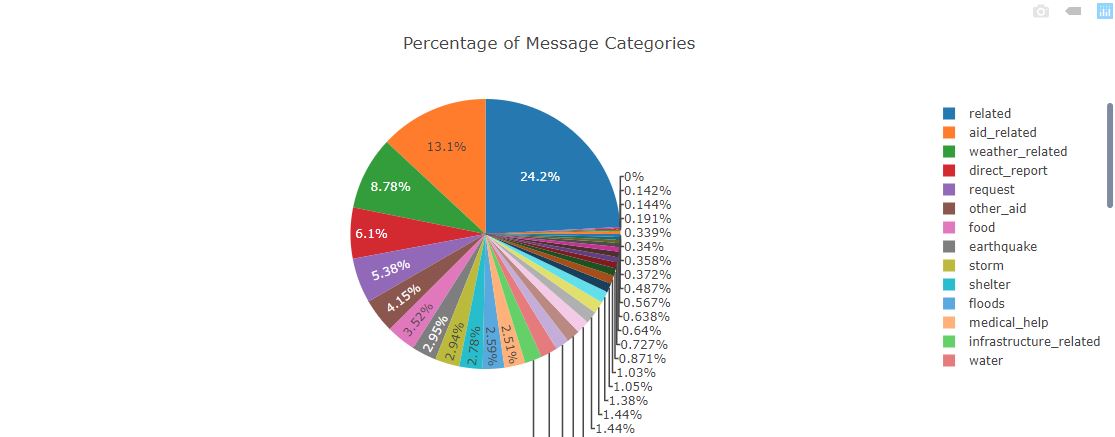 Percentage of Message Categories
24.2%
13.1%
8.78%
6.1%
5.38%
4.15%
3.52%
2.95%
2.94%
2.78%
2.59%
2.51%
0%
0.142%
0.144%
0.191%
0.339%
0.34%
0.358%
0.372%
0.487%
0.567%
0.638%
0.64%
0.727%
0.871%
1.03%
1.05%
1.38%
1.44%
1.44%
related
aid_related
weather_related
direct_report
request
other_aid
food
earthquake
storm
shelter
floods
medical_help
infrastructure_related
water